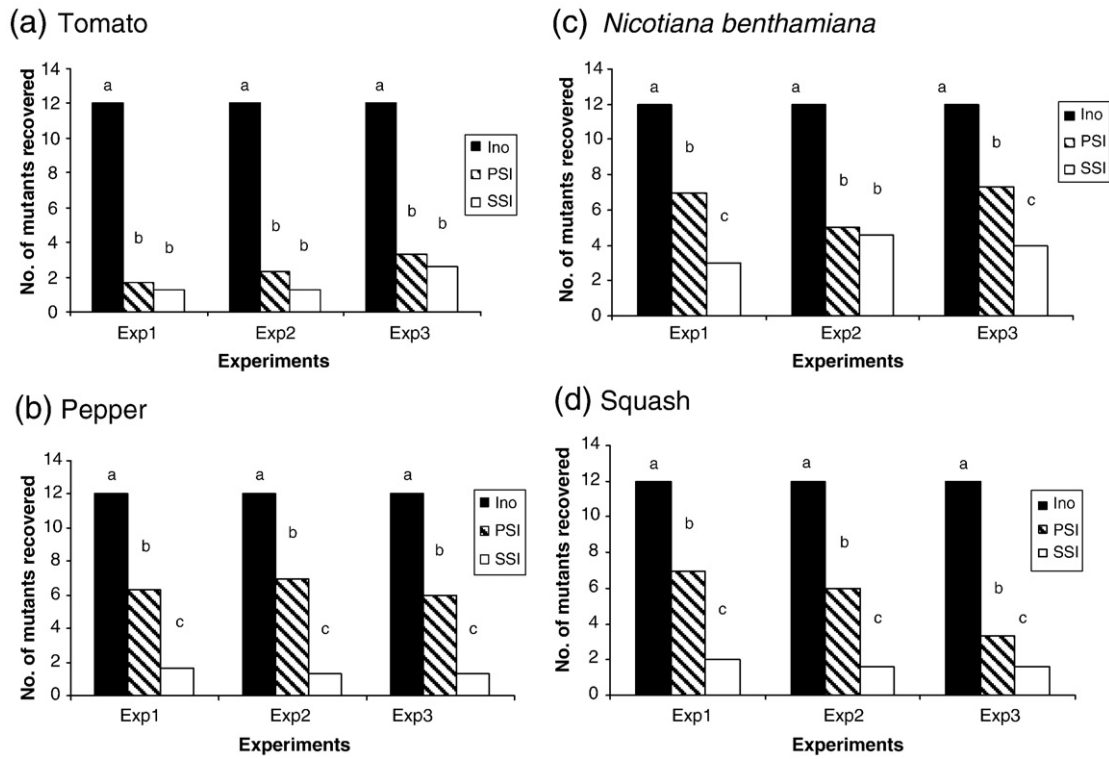 (a) Tomato
No. of mutants recovered
14
12
10
8
6
4
2
0
a
b
b
a
b
b
a
b
b
Ino
PSI
SSI
Exp1 Exp2 Exp3
Experiments
(b) Pepper
No. of mutants recovered
14
12
10
8
6
4
2
0
a
b
c
a
b
c
a
b
c
Ino
PSI
SSI
Exp1 Exp2 Exp3
Experiments
(c) Nicotiana benthamiana
No. of mutants recovered
14
12
10
8
6
4
2
0
a
b
c
a
b
b
a
b
c
Ino
PSI
SSI
Exp1 Exp2 Exp3
Experiments
(d) Squash
No. of mutants recovered
14
12
10
8
6
4
2
0
a
b
c
a
b
c
a
b
c
Ino
PSI
SSI
Exp1 Exp2 Exp3
Experiments